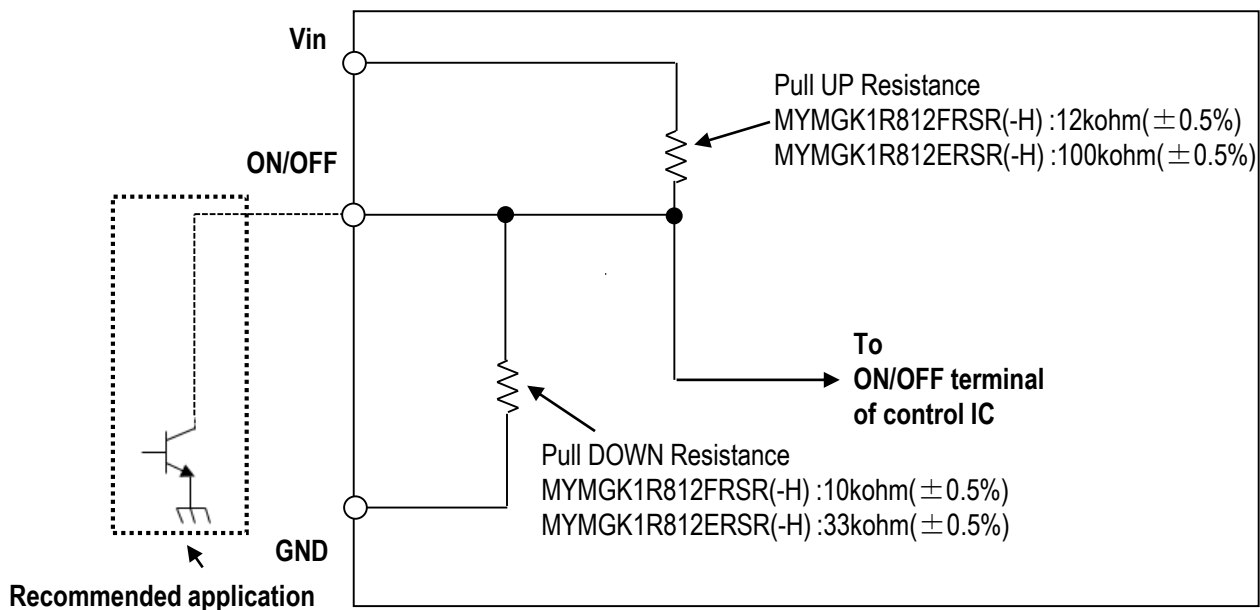 Vin
Pull UP Resistance
MYMGK1R812FRSR(-H) :12kohm(±0.5%)
MYMGK1R812ERSR(-H) :100kohm(±0.5%)
ON/OFF
To
ON/OFF terminal
of control IC
Pull DOWN Resistance
MYMGK1R812FRSR(-H) :10kohm(±0.5%)
MYMGK1R812ERSR(-H) :33kohm(±0.5%)
GND
Recommended application